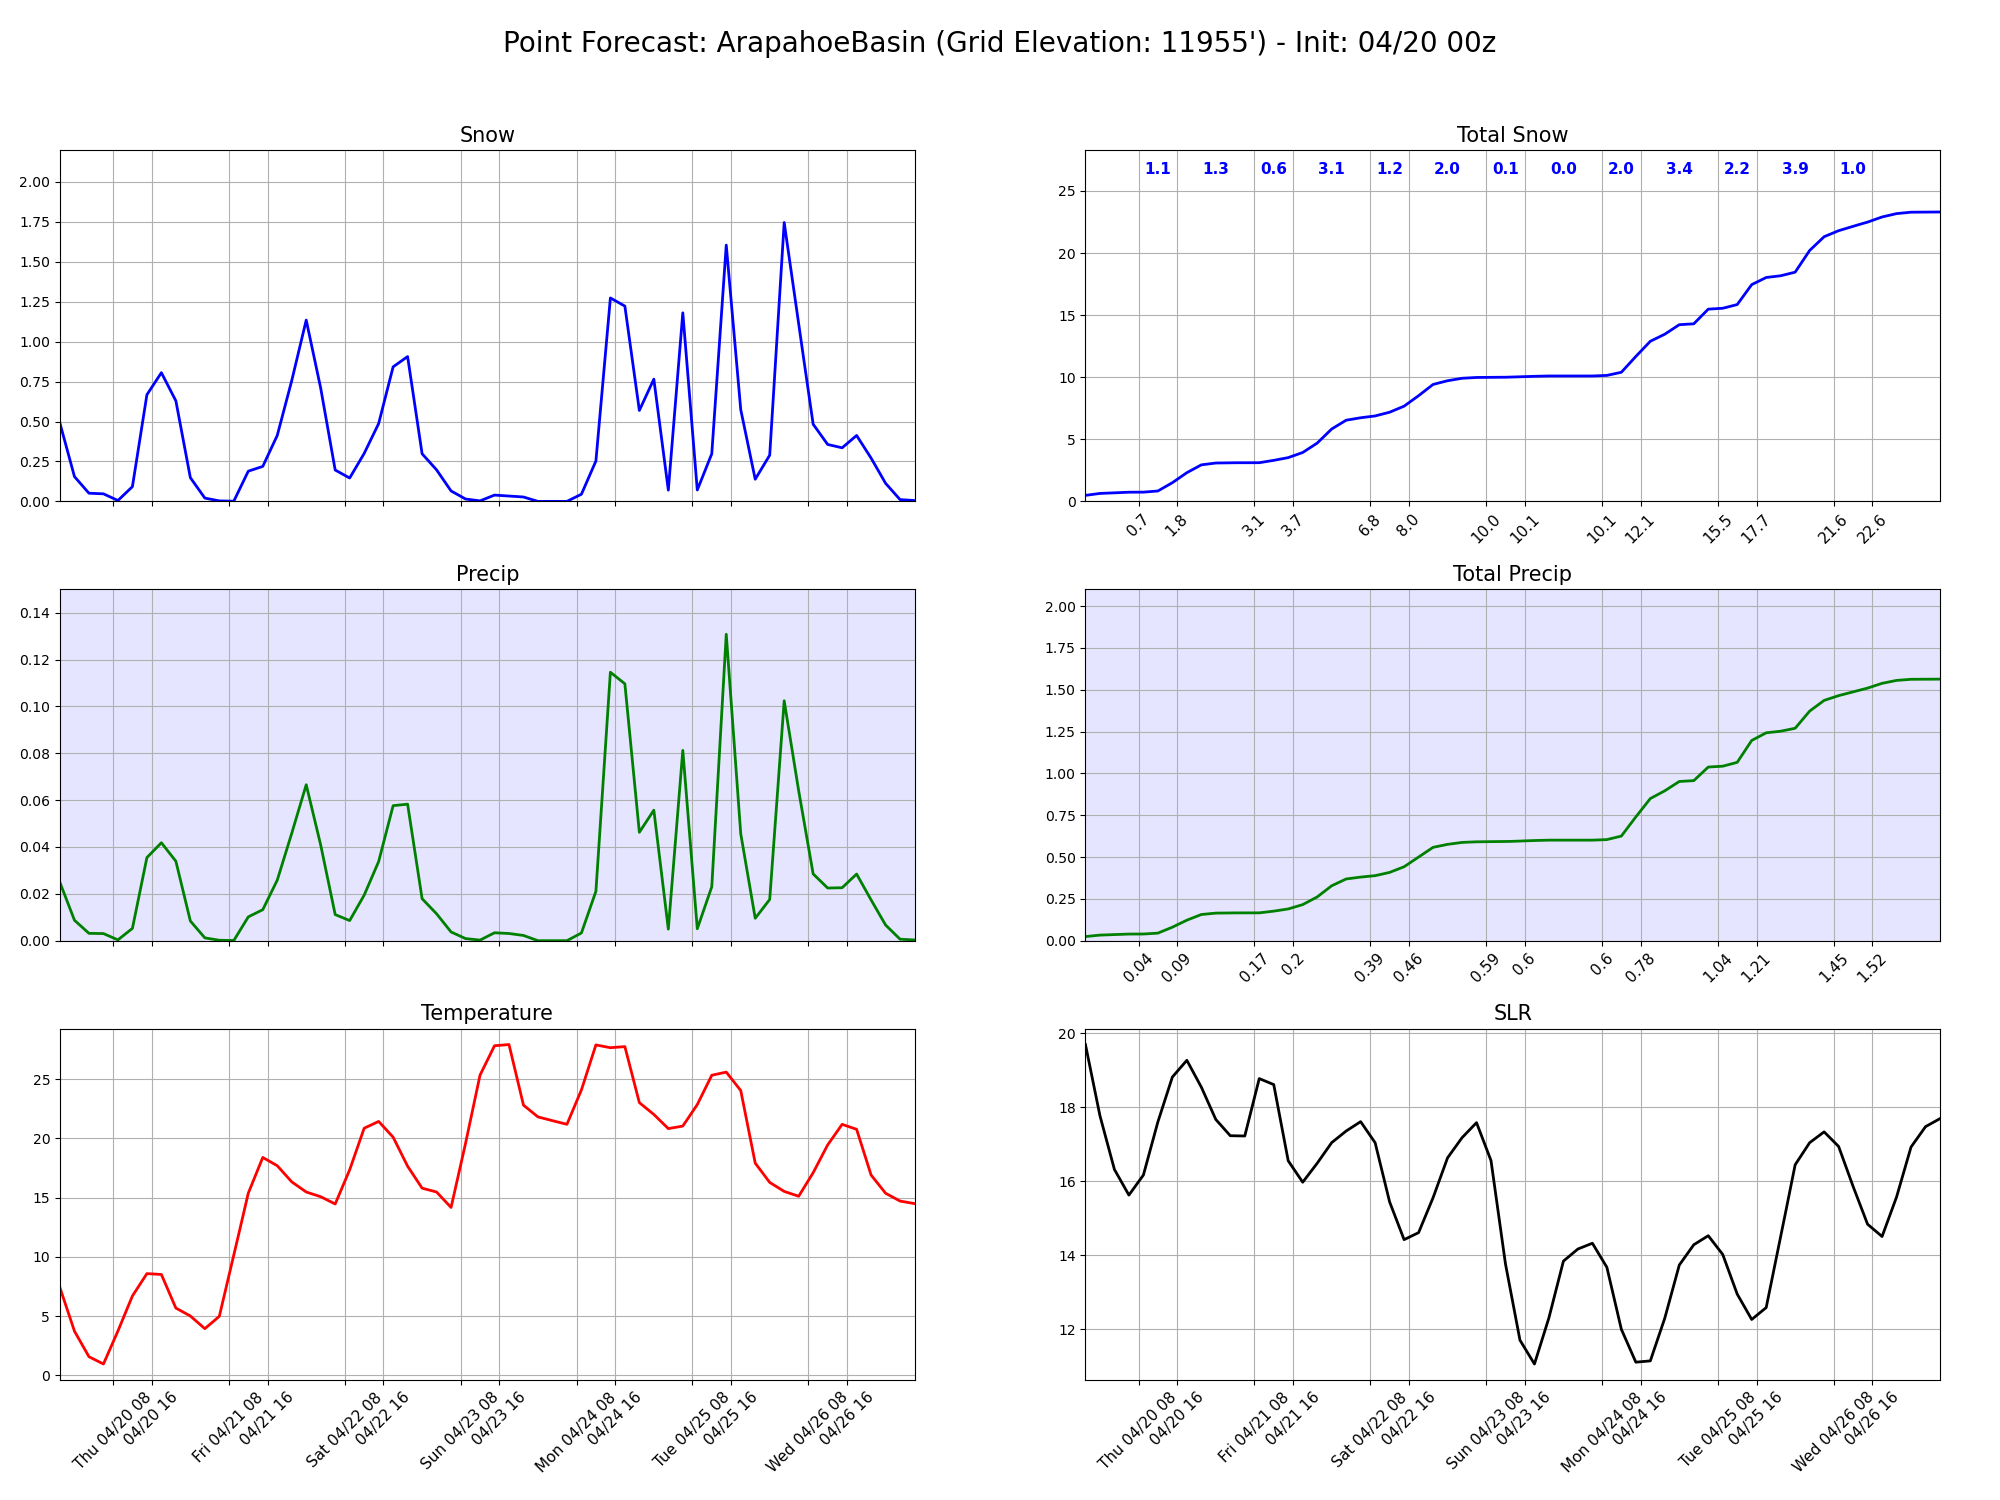 Point Forecast: ArapahoeBasin (Grid Elevation: 11955') - Init: 04/20 00z
Snow
2.00
1.75
1.50
1.25
1.00
0.75
0.50
0.25
0.00
Total Snow
1.1 1.3 0.6 3.1 1.2 2.0 0.1 0.0 2.0 3.4 2.2 3.9 1.0
25
20
15
10
5
0
0.7 1.8 3.1 3.7 6.8 8.0 10.0 10.1 10.1 12.1 15.5 17.7 21.6 22.6
Precip
0.14
0.12
0.10
0.08
0.06
0.04
0.02
0.00
Total Precip
2.00
1.75
1.50
1.25
1.00
0.75
0.50
0.25
0.00
0.04 0.09 0.17 0.2 0.39 0.46 0.59 0.6 0.6 0.78 1.04 1.21 1.45 1.52
Temperature
25
20
15
10
5
0
Thu 04/20 08
04/20 16
Fri 04/21 08
04/21 16
Sat 04/22 08
04/22 16
Sun 04/23 08
04/23 16
Mon 04/24 08
04/24 16
Tue 04/25 08
04/25 16
Wed 04/26 08
04/26 16
SLR
20
18
16
14
12
Thu 04/20 08
04/20 16
Fri 04/21 08
04/21 16
Sat 04/22 08
04/22 16
Sun 04/23 08
04/23 16
Mon 04/24 08
04/24 16
Tue 04/25 08
04/25 16
Wed 04/26 08
04/26 16